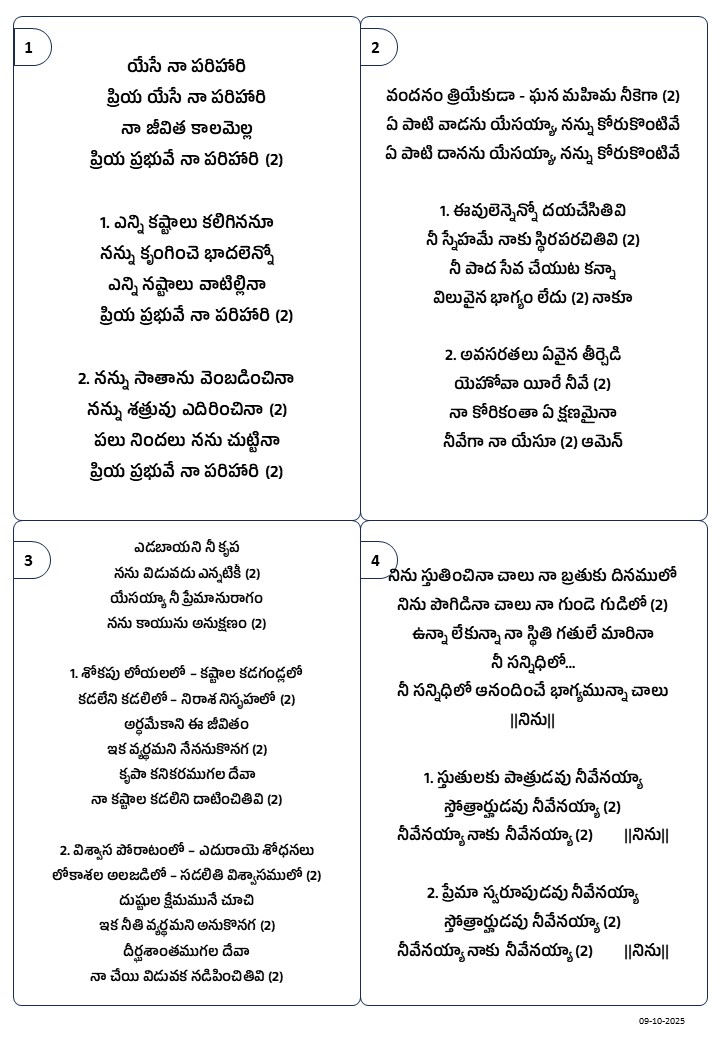 1
యేసే నా పరిహారి
ప్రియ యేసే నా పరిహారి
నా జీవిత కాలమెల్ల
ప్రియ ప్రభువే నా పరిహారి (2)
1. ఎన్ని కష్టాలు కలిగిననూ
నన్ను కృంగించె భాదలెన్నో
ఎన్ని నష్టాలు వాటిల్లినా
ప్రియ ప్రభువే నా పరిహారి (2)
2. నన్ను సాతాను వెంబడించినా
నన్ను శత్రువు ఎదిరించినా (2)
పలు నిందలు నను చుట్టినా
ప్రియ ప్రభువే నా పరిహారి (2)
2
వందనం త్రియేకుడా - ఘన మహిమ నీకెగా (2)
ఏ పాటి వాడను యేసయ్యా, నన్ను కోరుకొంటివే
ఏ పాటి దానను యేసయ్యా, నన్ను కోరుకొంటివే
1. ఈవులెన్నెన్నో దయచేసితివి
నీ స్నేహమే నాకు స్థిరపరచితివి (2)
నీ పాద సేవ చేయుట కన్నా
విలువైన భాగ్యం లేదు (2) నాకూ
2. అవసరతలు ఏవైన తీర్చెడి
యెహోవా యీరే నీవే (2)
నా కోరికంతా ఏ క్షణమైనా
నీవేగా నా యేసూ (2) ఆమెన్
3
ఎడబాయని నీ కృప
నను విడువదు ఎన్నటికీ (2)
యేసయ్యా నీ ప్రేమానురాగం
నను కాయును అనుక్షణం (2)
1. శోకపు లోయలలో – కష్టాల కడగండ్లలో
కడలేని కడలిలో – నిరాశ నిసృహలో (2)
అర్ధమేకాని ఈ జీవితం
ఇక వ్యర్థమని నేననుకొనగ (2)
కృపా కనికరముగల దేవా
నా కష్టాల కడలిని దాటించితివి (2)
2. విశ్వాస పోరాటంలో – ఎదురాయె శోధనలు
లోకాశల అలజడిలో – సడలితి విశ్వాసములో (2)
దుష్టుల క్షేమమునే చూచి
ఇక నీతి వ్యర్థమని అనుకొనగ (2)
దీర్ఘశాంతముగల దేవా
నా చేయి విడువక నడిపించితివి (2)
4
నిను స్తుతించినా చాలు నా బ్రతుకు దినములో
నిను పొగిడినా చాలు నా గుండె గుడిలో (2)
ఉన్నా లేకున్నా నా స్థితి గతులే మారినా
నీ సన్నిధిలో...
నీ సన్నిధిలో ఆనందించే భాగ్యమున్నా చాలు
||నిను||
1. స్తుతులకు పాత్రుడవు నీవేనయ్యా
స్తోత్రార్హుడవు నీవేనయ్యా (2)
నీవేనయ్యా నాకు నీవేనయ్యా (2) ||నిను||
2. ప్రేమా స్వరూపుడవు నీవేనయ్యా
స్తోత్రార్హుడవు నీవేనయ్యా (2)
నీవేనయ్యా నాకు నీవేనయ్యా (2) ||నిను||
09-10-2025